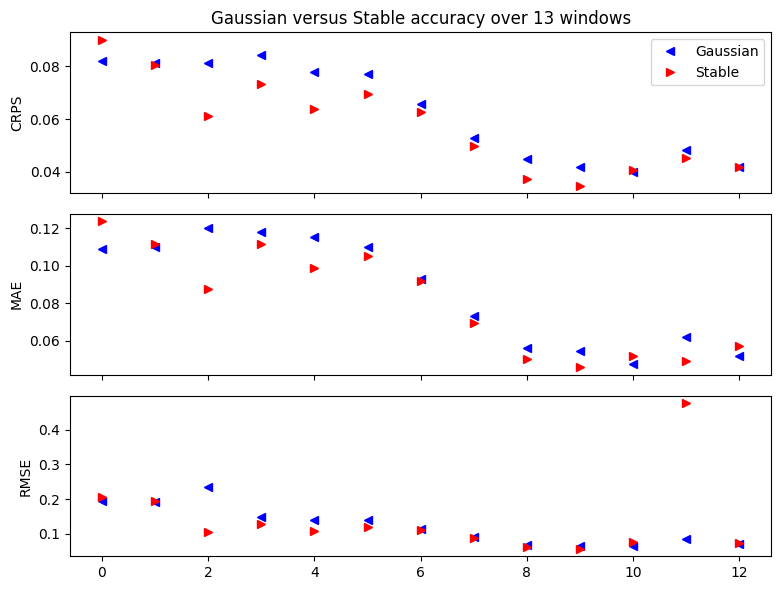 Gaussian versus Stable accuracy over 13 windows
Gaussian
Stable
CRPS
0.08
0.06
0.04
MAE
0.12
0.10
0.08
0.06
RMSE
0.4
0.3
0.2
0.1
0 2 4 6 8 10 12